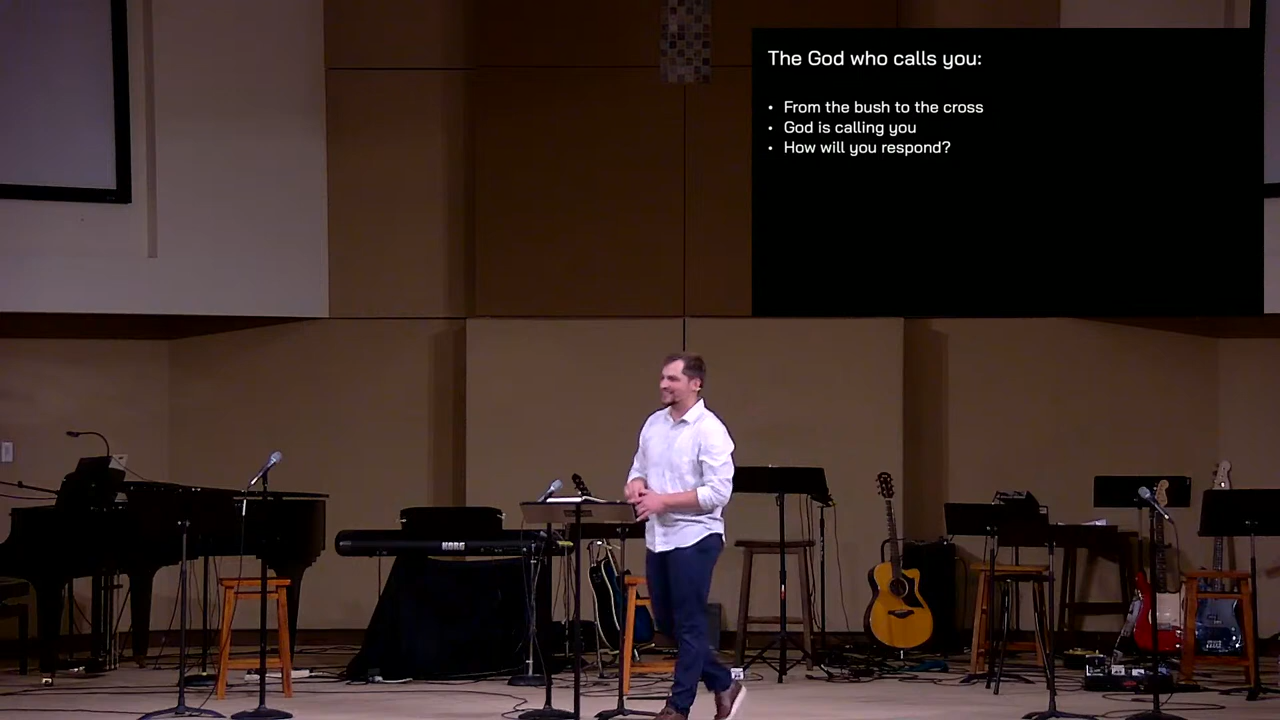 The God who calls you:
• From the bush to the cross
• God is calling you
• How will you respond?
KORG